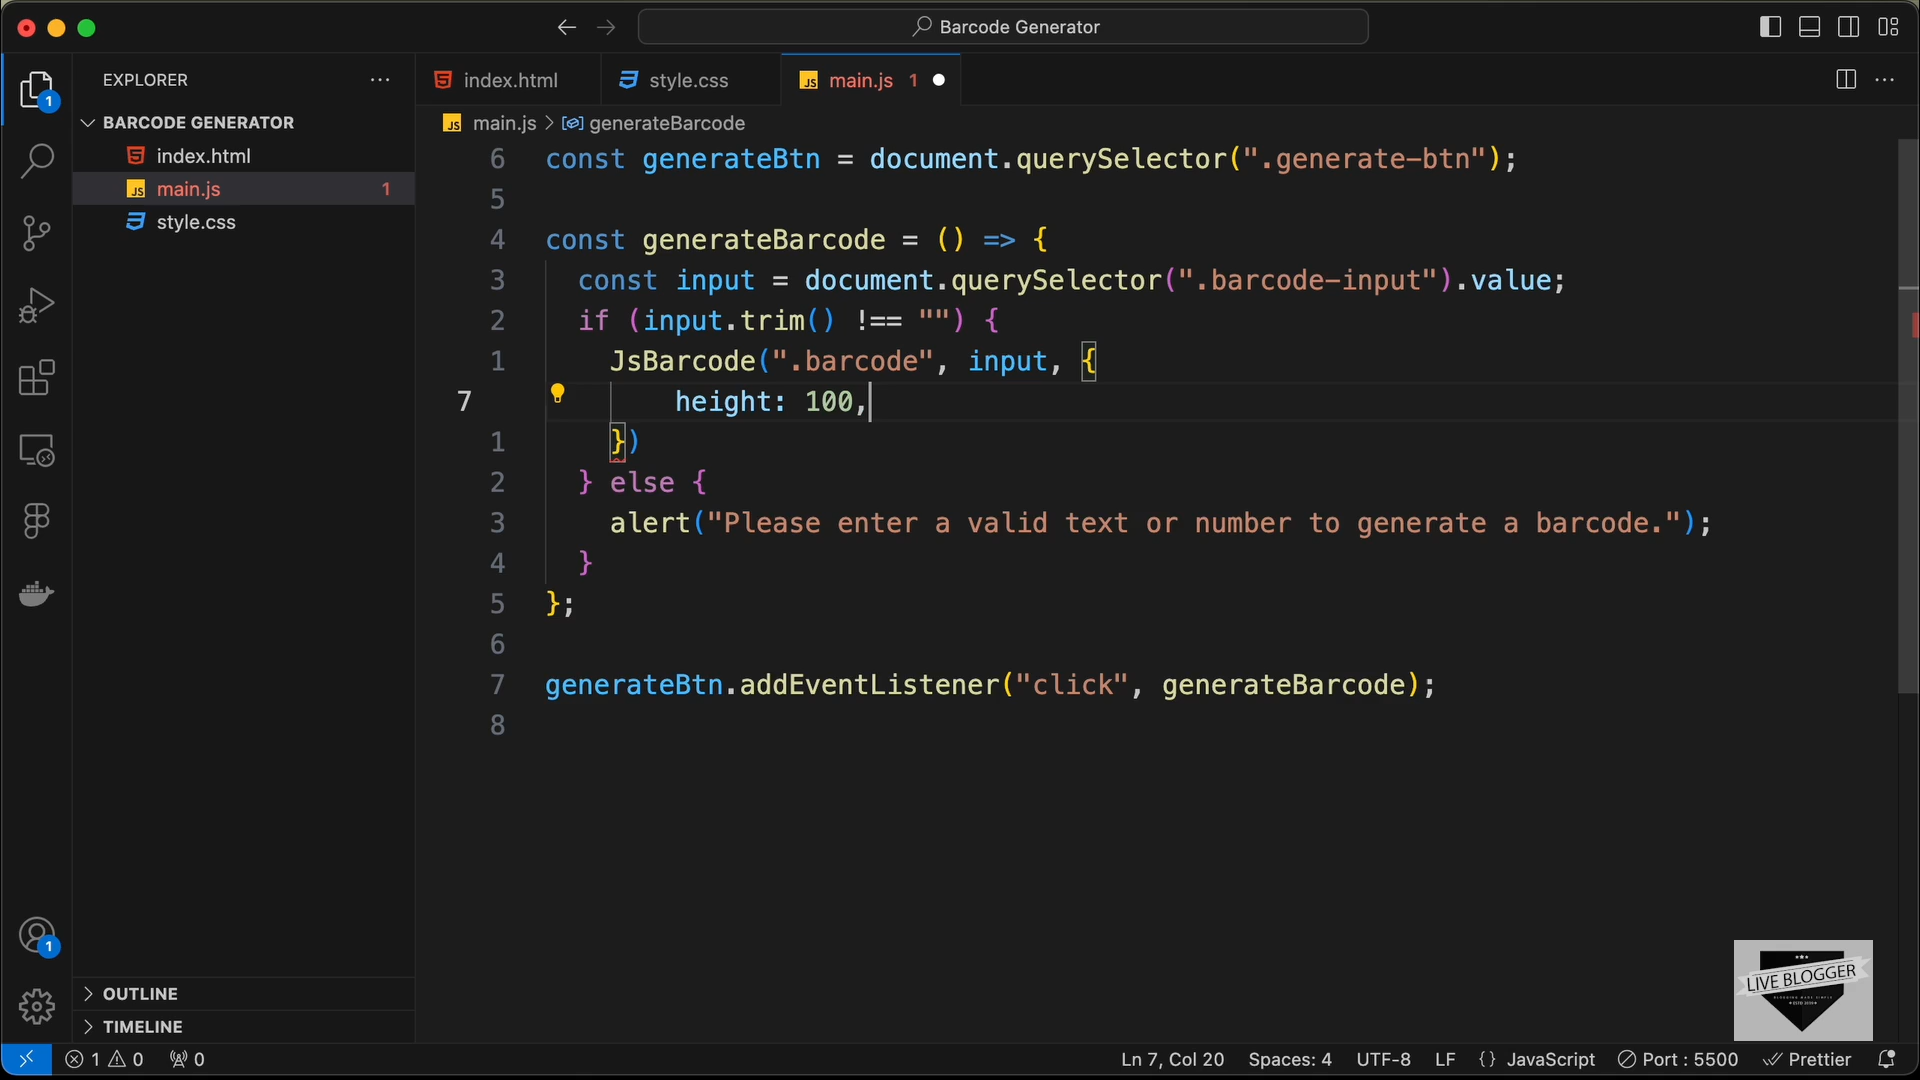 Barcode Generator
EXPLORER
index.html
style.css
main.js 1
BARCODE GENERATOR
index.html
main.js 1
style.css
main.js > generateBarcode
6 const generateBtn = document.querySelector(".generate-btn");
5
4 const generateBarcode = () => {
3 const input = document.querySelector(".barcode-input").value;
2 if (input.trim() !== "") {
1 JsBarcode(".barcode", input, {
7 height: 100,
1 })
2 } else {
3 alert("Please enter a valid text or number to generate a barcode.");
4 }
5 };
6
7 generateBtn.addEventListener("click", generateBarcode);
8
1
1
OUTLINE
TIMELINE
LIVE BLOGGER
1 0 0
Ln 7, Col 20 Spaces: 4 UTF-8 LF {} JavaScript Port : 5500 Prettier